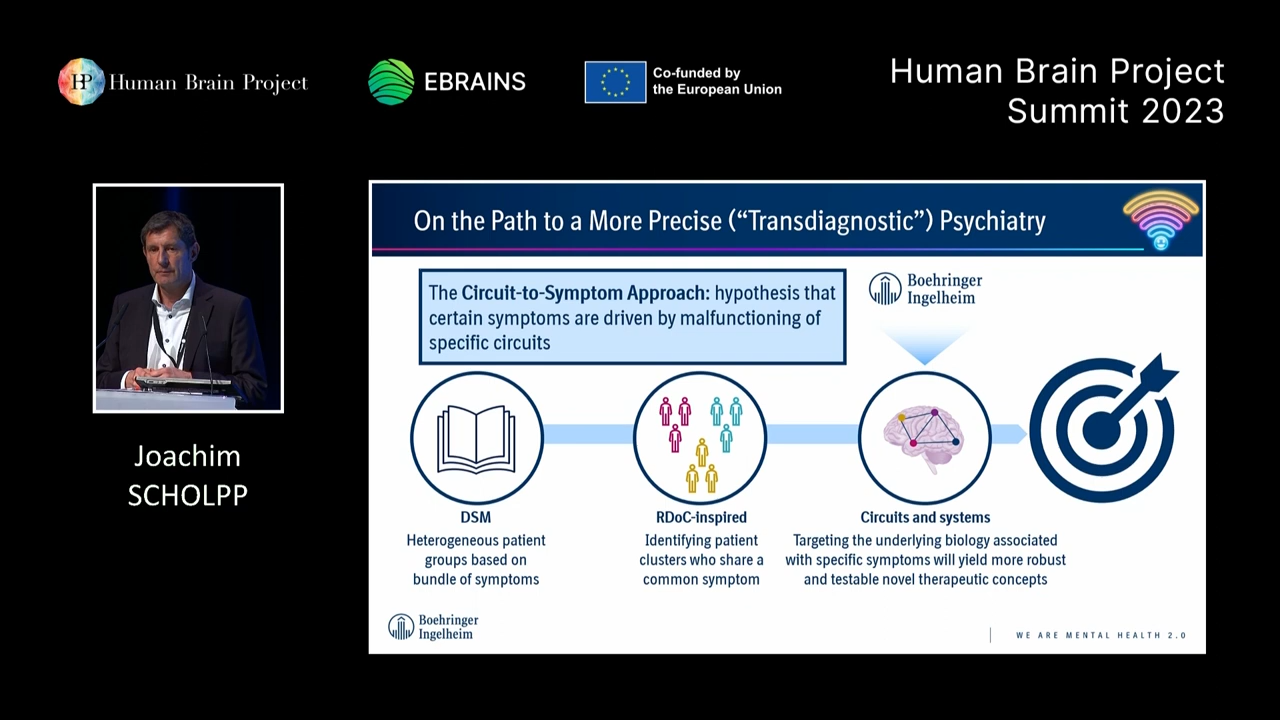 HP Human Brain Project
EBRAINS
Co-funded by
the European Union
Human Brain Project
Summit 2023
Joachim
SCHOLPP
On the Path to a More Precise (“Transdiagnostic”) Psychiatry
The Circuit-to-Symptom Approach: hypothesis that
certain symptoms are driven by malfunctioning of
specific circuits
Boehringer
Ingelheim
DSM
Heterogeneous patient
groups based on
bundle of symptoms
RDoC-inspired
Identifying patient
clusters who share a
common symptom
Circuits and systems
Targeting the underlying biology associated
with specific symptoms will yield more robust
and testable novel therapeutic concepts
Boehringer
Ingelheim
WE ARE MENTAL HEALTH 2.0